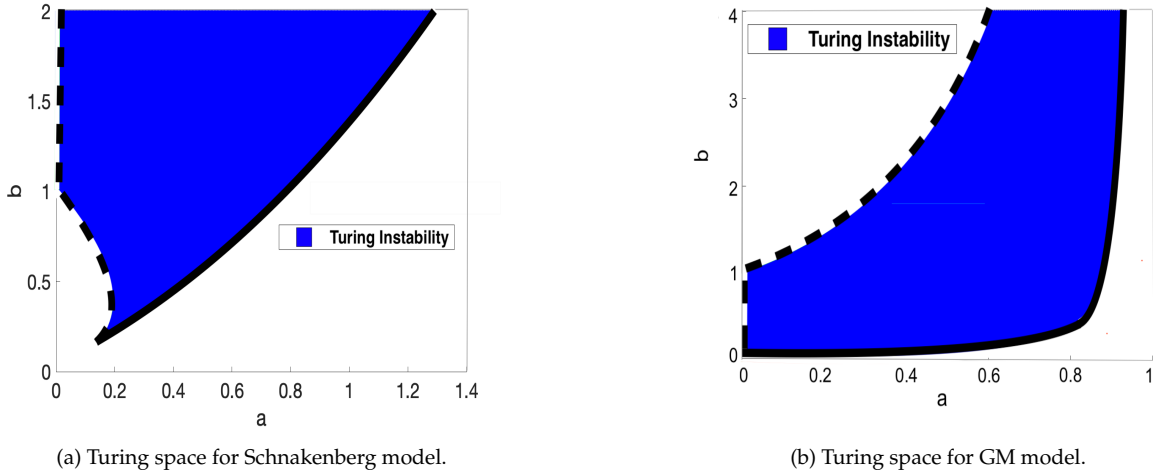 2
1.5
1
0.5
0
b
0 0.2 0.4 0.6 0.8 1 1.2 1.4
a
Turing Instability
(a) Turing space for Schnakenberg model.
4
3
2
1
0
b
0 0.2 0.4 0.6 0.8 1
a
Turing Instability
(b) Turing space for GM model.